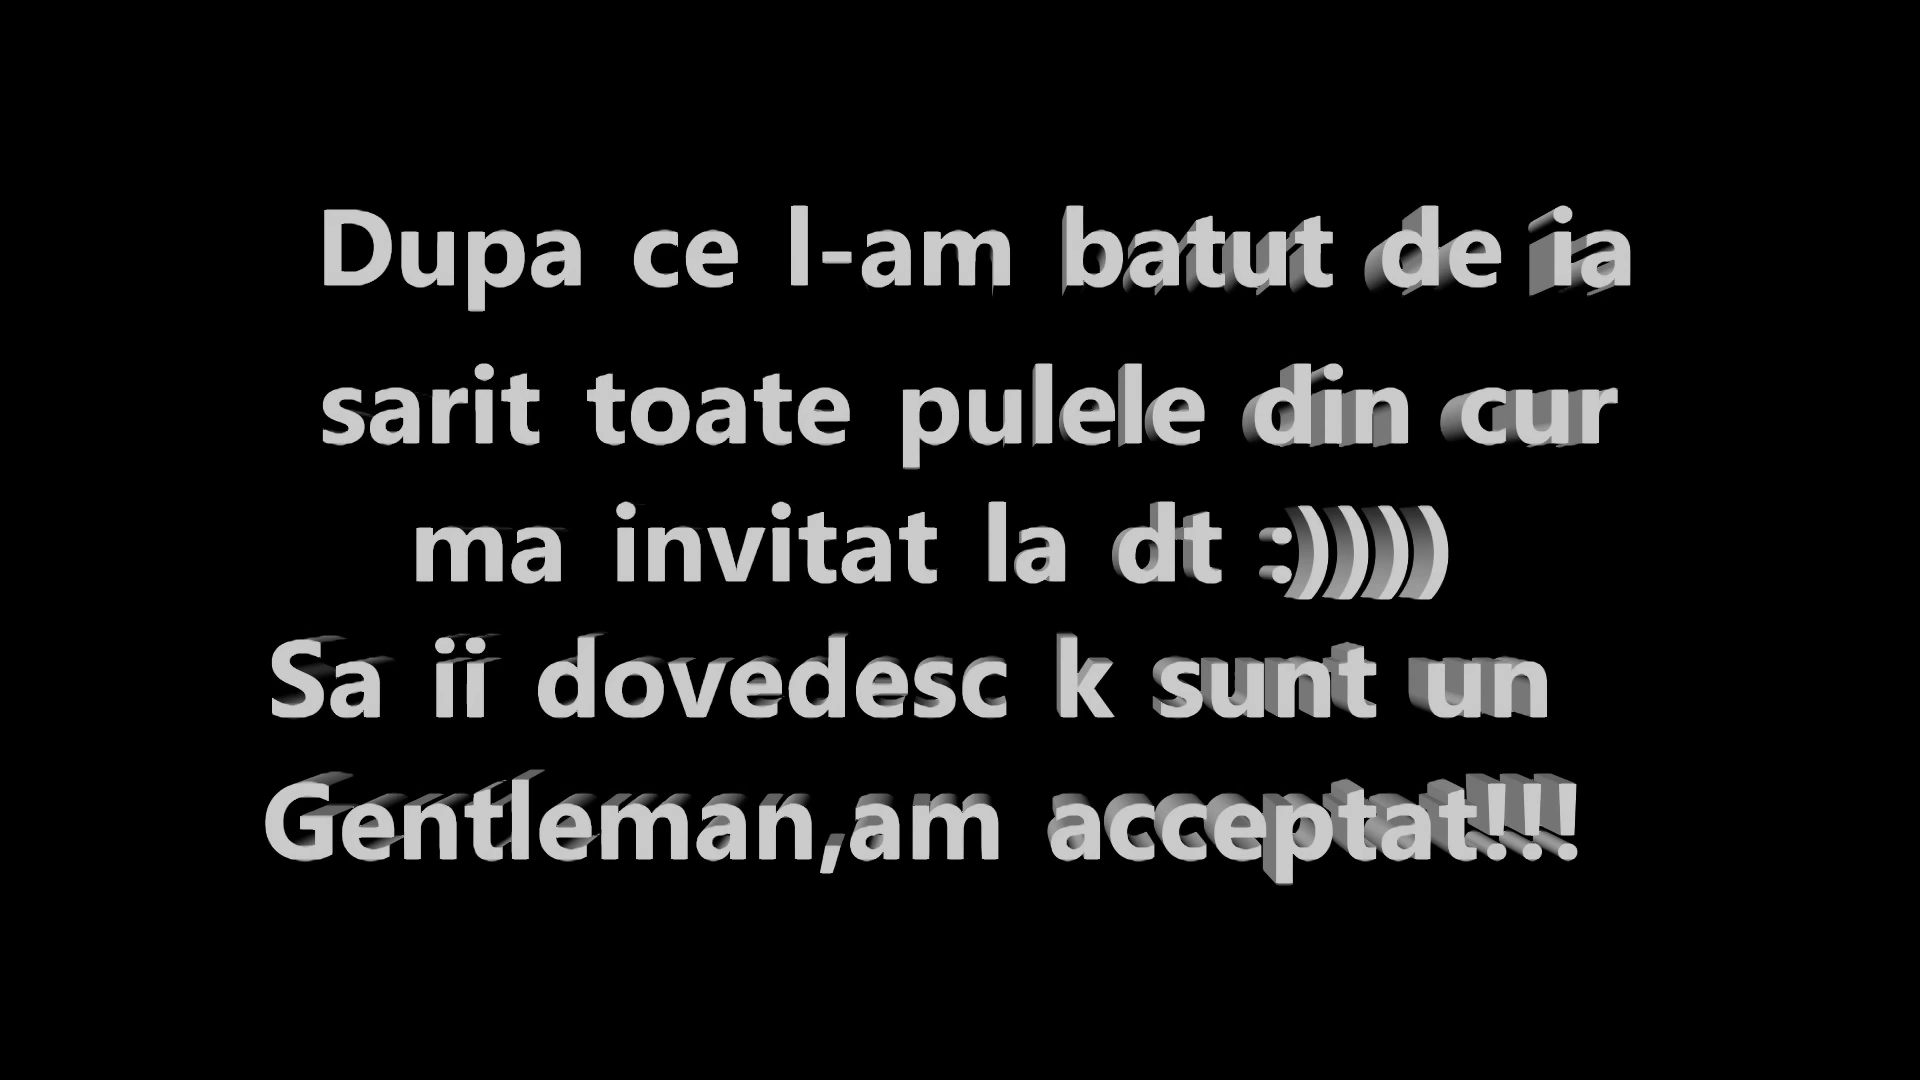 Dupa ce l-am batut de ia
sarit toate pulele din cur
ma invitat la dt :)))))
Sa ii dovedesc k sunt un
Gentleman,am acceptat!!!